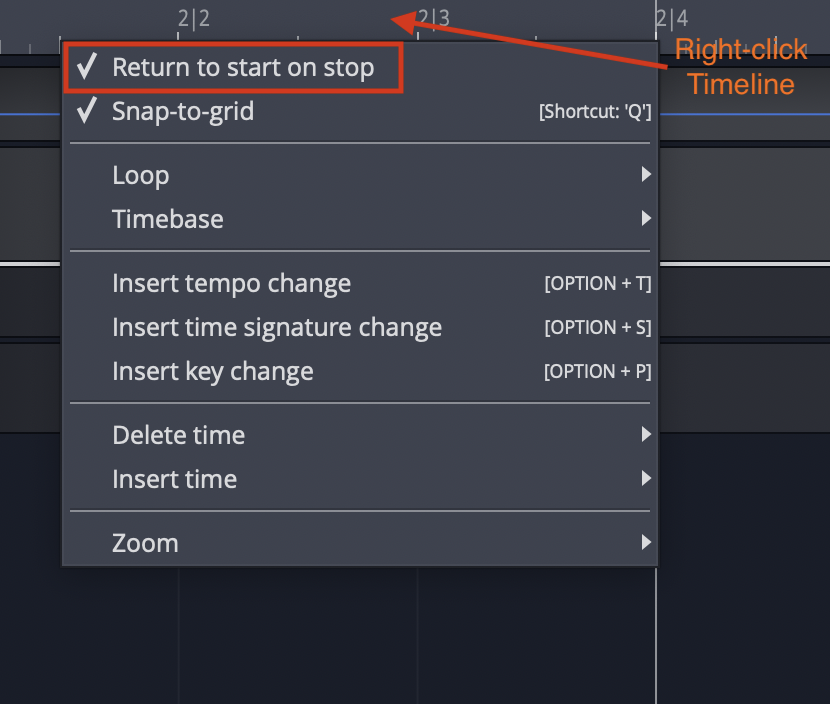 2|2
2|3
2|4
Right-click
Timeline
Return to start on stop
Snap-to-grid [Shortcut: 'Q']
Loop
Timebase
Insert tempo change [OPTION + T]
Insert time signature change [OPTION + S]
Insert key change [OPTION + P]
Delete time
Insert time
Zoom